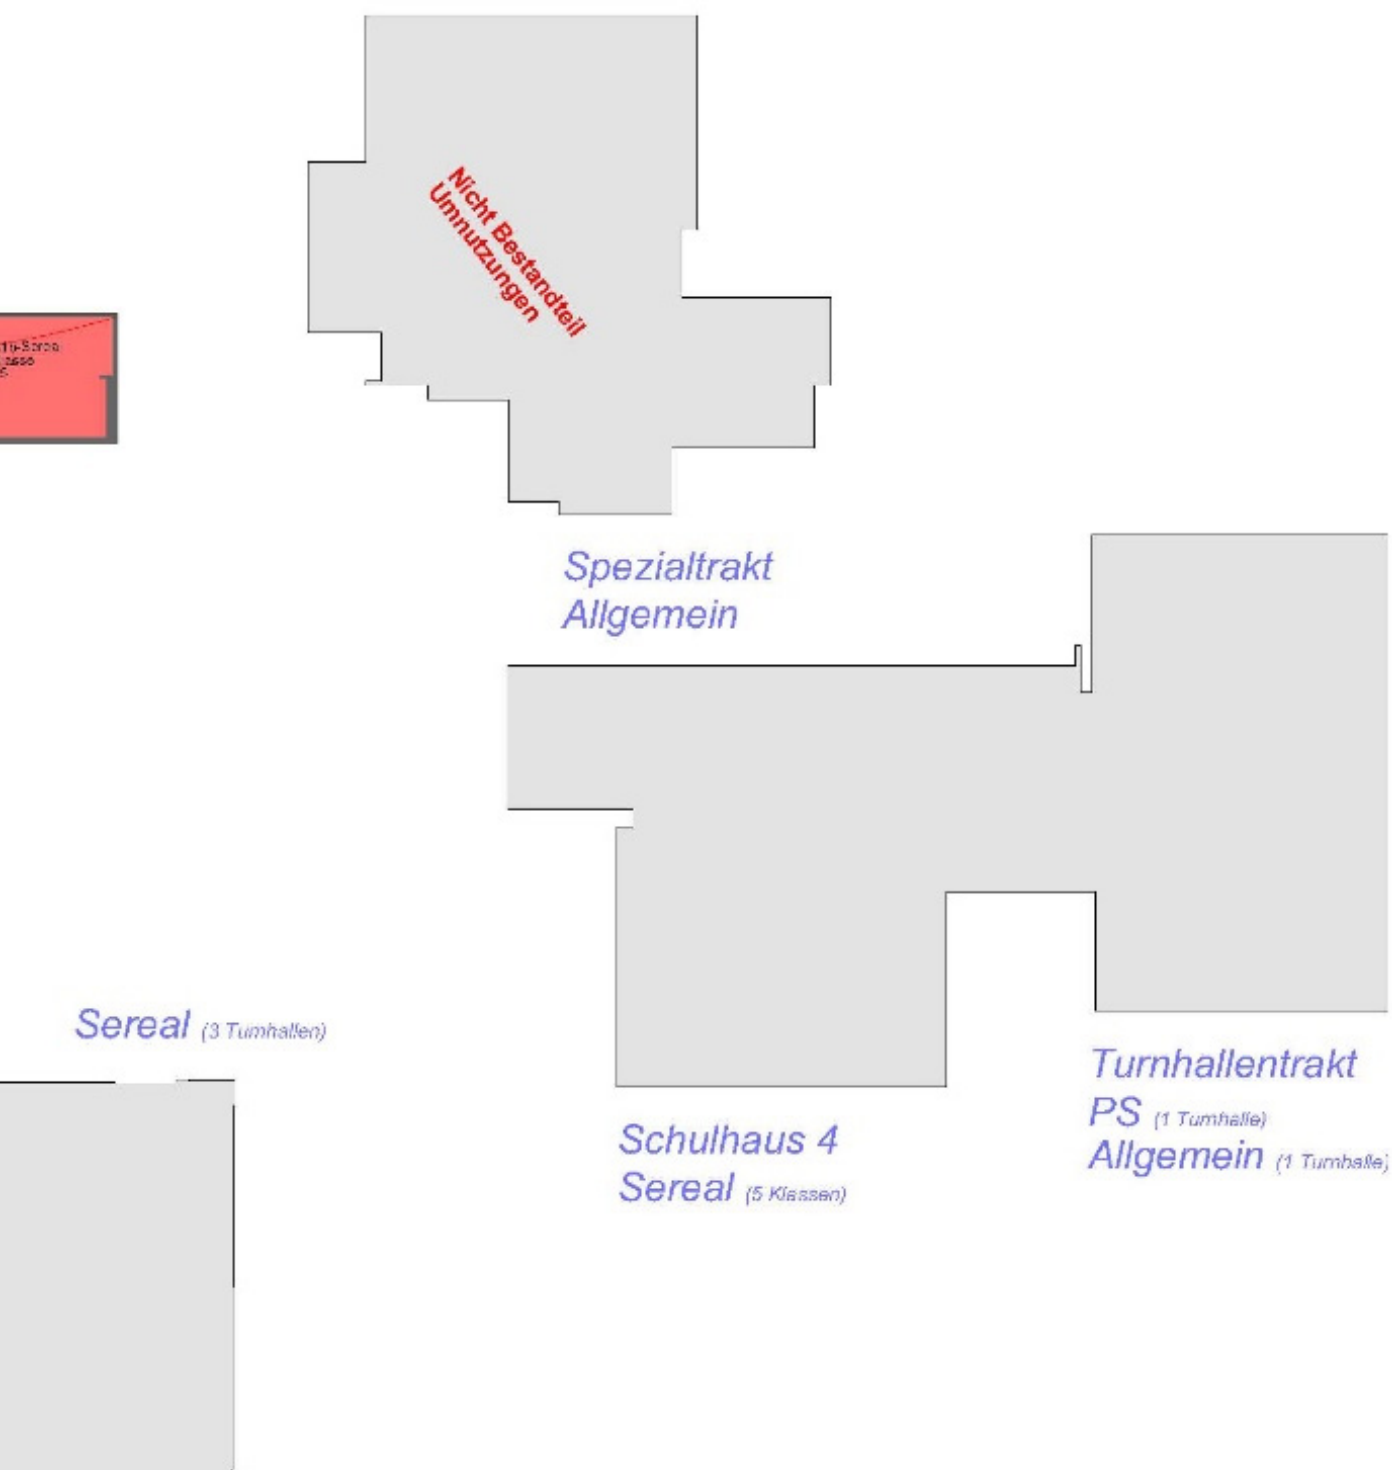 Nicht Bestandteil
Umnutzungen
Spezialtrakt
Allgemein
Sereal (3 Turnhallen)
Schulhaus 4
Sereal (5 Klassen)
Turnhallentrakt
PS (1 Turnhalle)
Allgemein (1 Turnhalle)